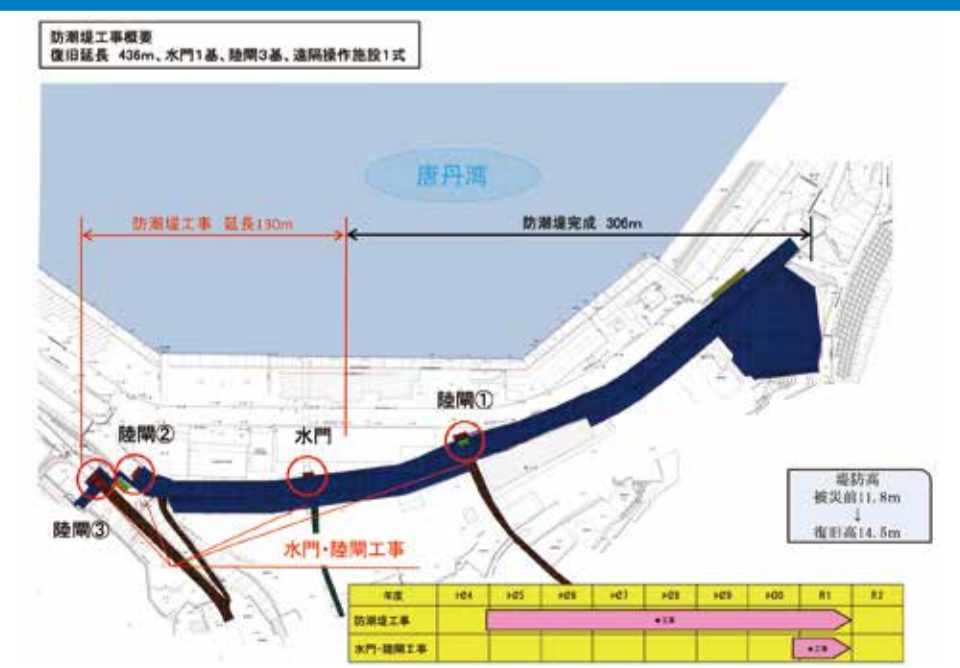 防潮堤工事概要
復旧延長 436m、水門1基、陸閘3基、遠隔操作施設1式
唐丹湾
防潮堤工事 延長130m
防潮堤完成 306m
陸閘①
陸閘②
水門
陸閘③
水門・陸閘工事
堤防高
被災前11.8m
↓
復旧高14.5m
年度 H24 H25 H26 H27 H28 H29 H30 R1 R2
防潮堤工事 ●工事
水門・陸閘工事 ●工事